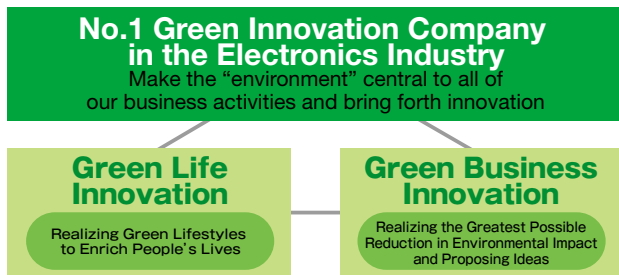 No.1 Green Innovation Company
in the Electronics Industry
Make the “environment” central to all of
our business activities and bring forth innovation
Green Life
Innovation
Realizing Green Lifestyles
to Enrich People’s Lives
Green Business
Innovation
Realizing the Greatest Possible
Reduction in Environmental Impact
and Proposing Ideas